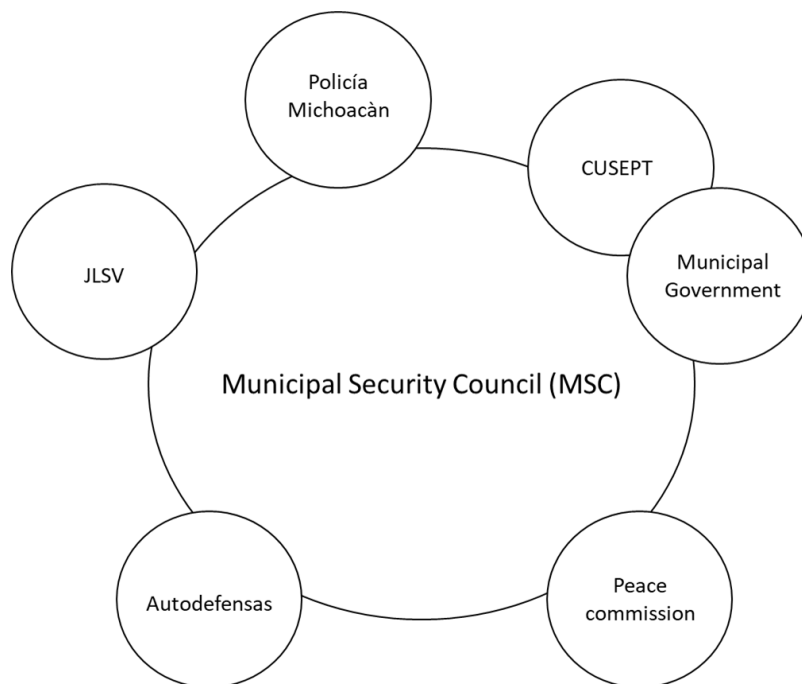 Policía
Michoacàn
CUSEPT
Municipal
Government
JLSV
Municipal Security Council (MSC)
Autodefensas
Peace
commission